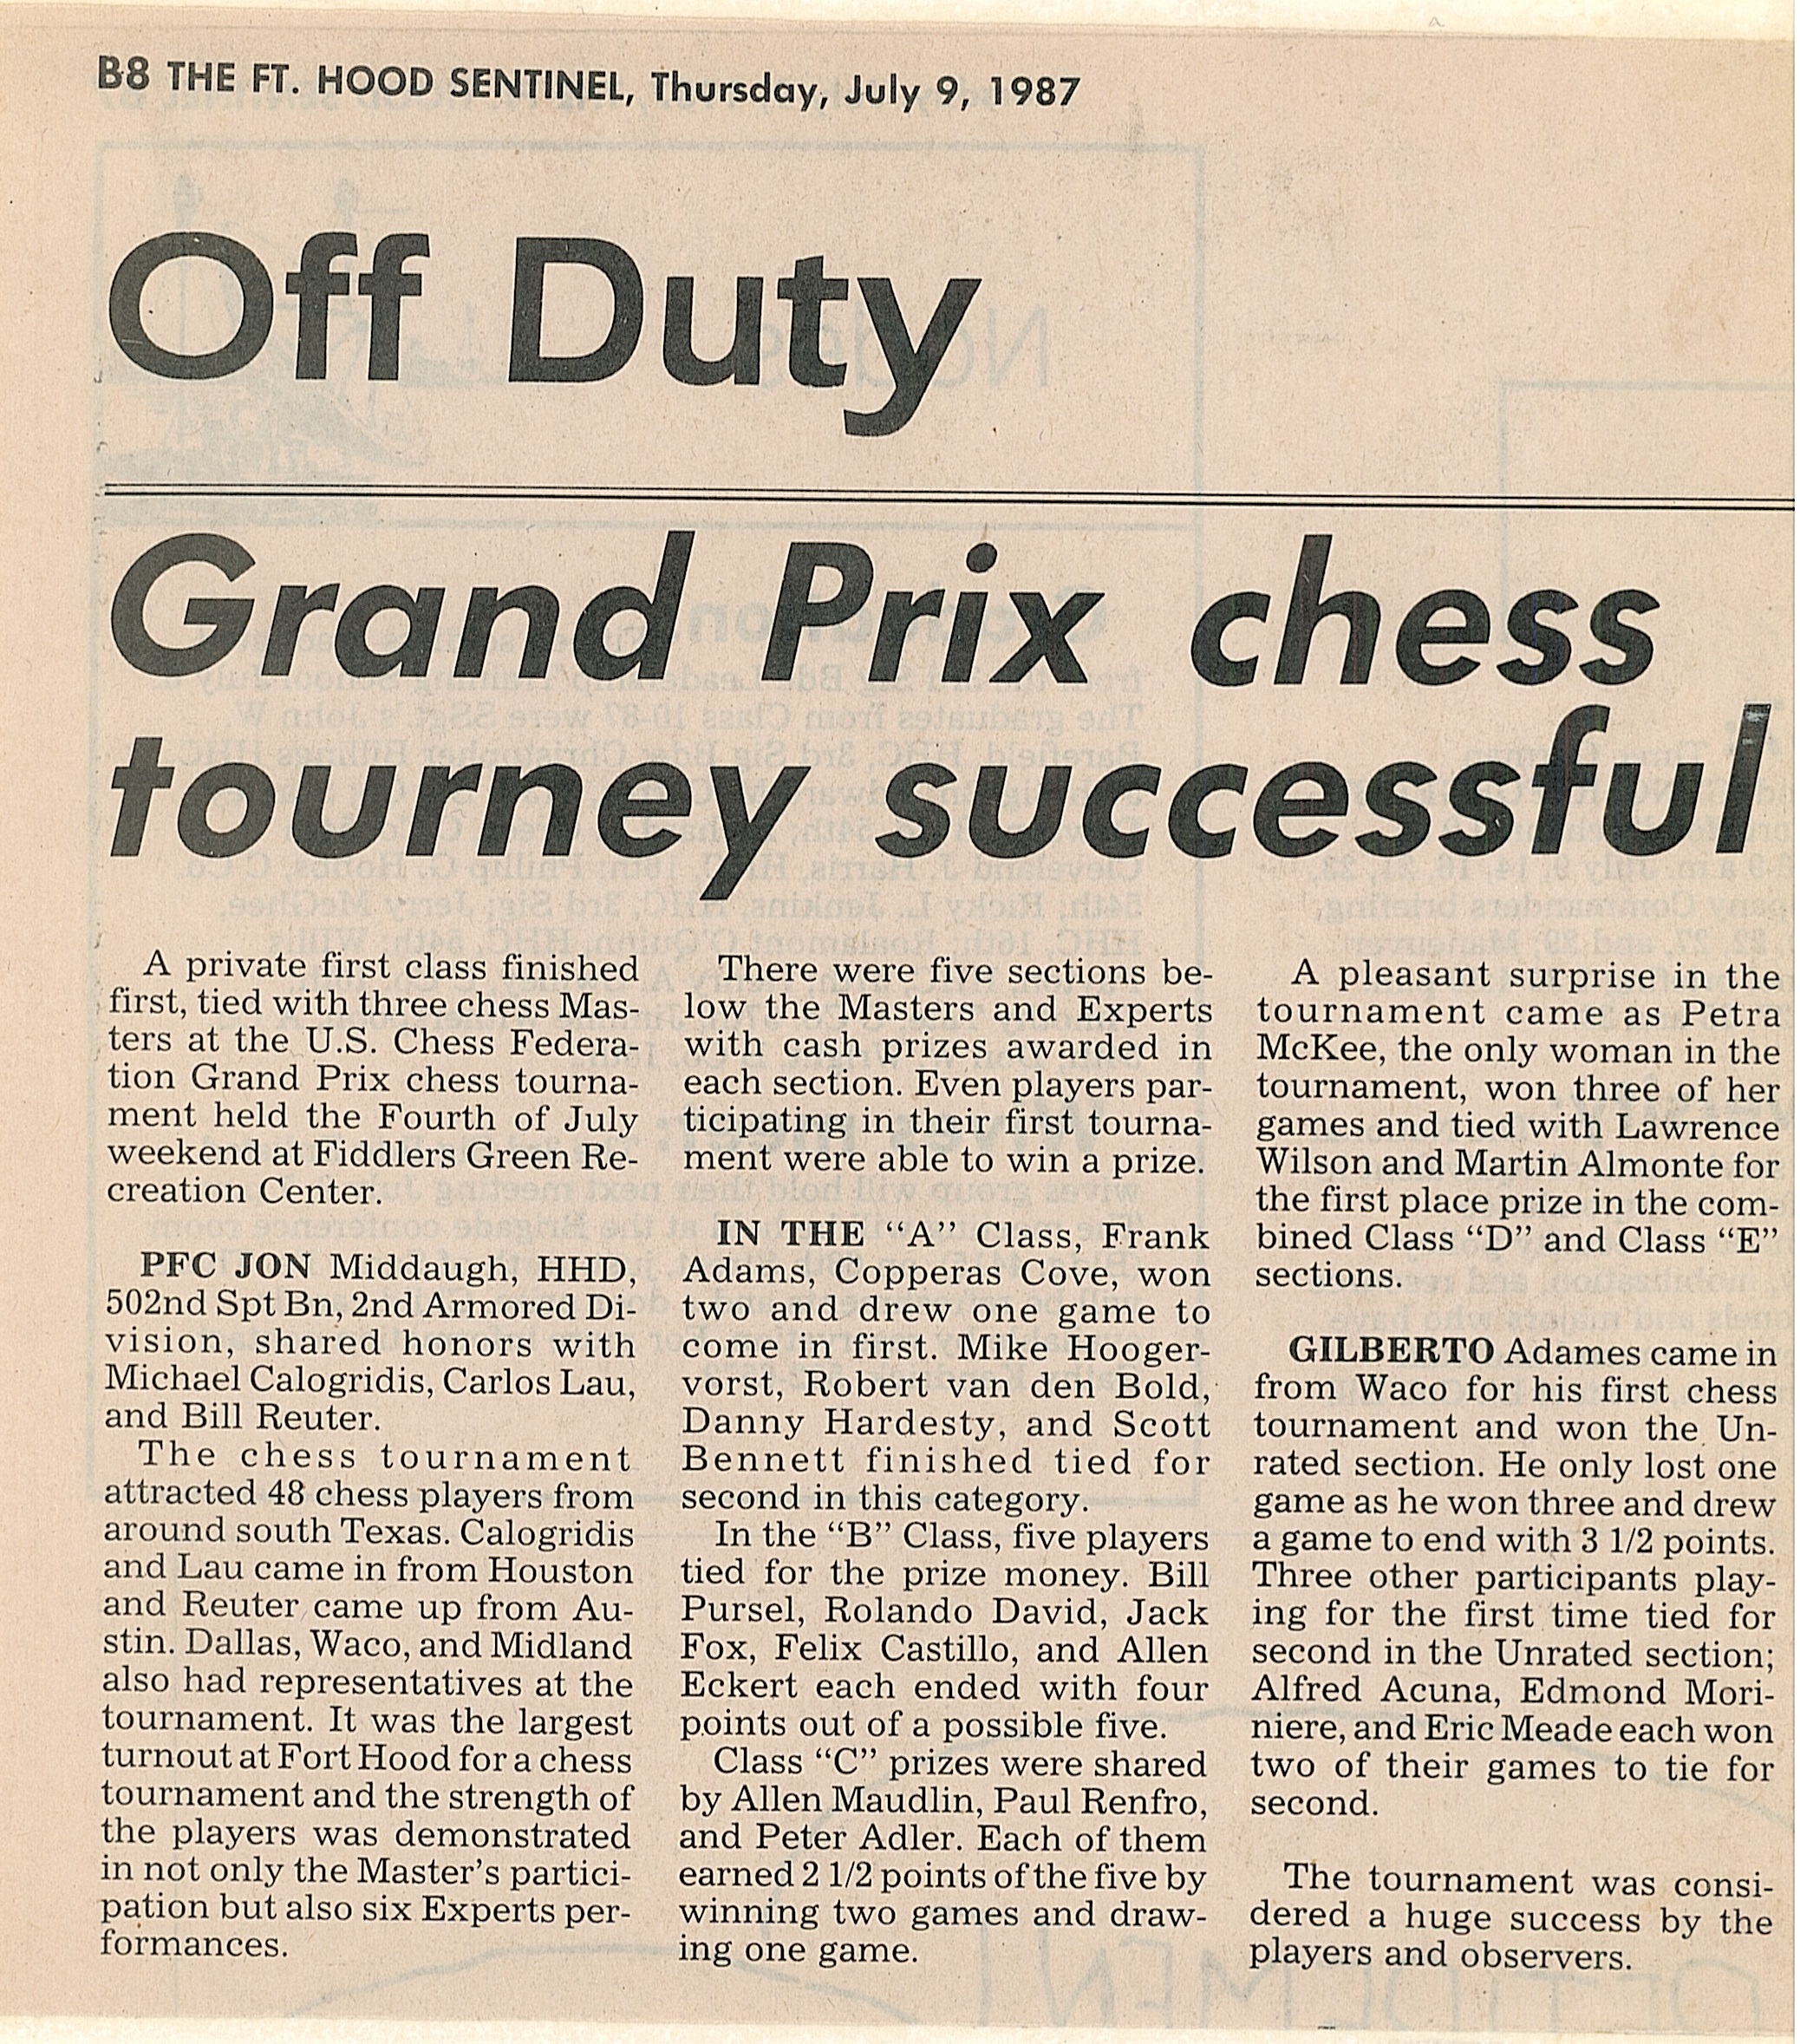 B8 THE FT. HOOD SENTINEL, Thursday, July 9, 1987
Off Duty
Grand Prix chess
tourney successful
A private first class finished
first, tied with three chess Mas-
ters at the U.S. Chess Federa-
tion Grand Prix chess tourna-
ment held the Fourth of July
weekend at Fiddlers Green Re-
creation Center.
PFC JON Middaugh, HHD,
502nd Spt Bn, 2nd Armored Di-
vision, shared honors with
Michael Calogridis, Carlos Lau,
and Bill Reuter.
The chess tournament
attracted 48 chess players from
around south Texas. Calogridis
and Lau came in from Houston
and Reuter came up from Au-
stin. Dallas, Waco, and Midland
also had representatives at the
tournament. It was the largest
turnout at Fort Hood for a chess
tournament and the strength of
the players was demonstrated
in not only the Master's partici-
pation but also six Experts per-
formances.
There were five sections be-
low the Masters and Experts
with cash prizes awarded in
each section. Even players par-
ticipating in their first tourna-
ment were able to win a prize.
IN THE "A" Class, Frank
Adams, Copperas Cove, won
two and drew one game to
come in first. Mike Hooger-
vorst, Robert van den Bold,
Danny Hardesty, and Scott
Bennett finished tied for
second in this category.
In the "B" Class, five players
tied for the prize money. Bill
Pursel, Rolando David, Jack
Fox, Felix Castillo, and Allen
Eckert each ended with four
points out of a possible five.
Class "C" prizes were shared
by Allen Maudlin, Paul Renfro,
and Peter Adler. Each of them
earned 2 1/2 points of the five by
winning two games and draw-
ing one game.
A pleasant surprise in the
tournament came as Petra
McKee, the only woman in the
tournament, won three of her
games and tied with Lawrence
Wilson and Martin Almonte for
the first place prize in the com-
bined Class "D" and Class "E"
sections.
GILBERTO Adames came in
from Waco for his first chess
tournament and won the Un-
rated section. He only lost one
game as he won three and drew
a game to end with 3 1/2 points.
Three other participants play-
ing for the first time tied for
second in the Unrated section;
Alfred Acuna, Edmond Mori-
niere, and Eric Meade each won
two of their games to tie for
second.
The tournament was consi-
dered a huge success by the
players and observers.